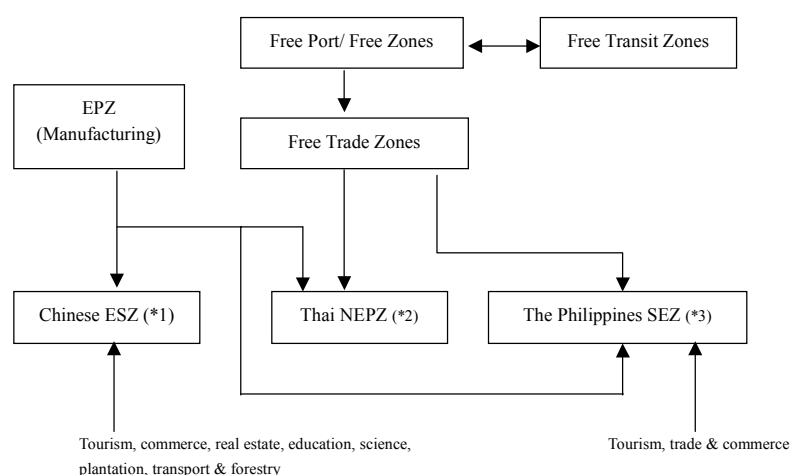 Free Port/ Free Zones
Free Transit Zones
EPZ
(Manufacturing)
Free Trade Zones
Chinese ESZ (*1)
Thai NEPZ (*2)
The Philippines SEZ (*3)
Tourism, commerce, real estate, education, science,
plantation, transport & forestry
Tourism, trade & commerce